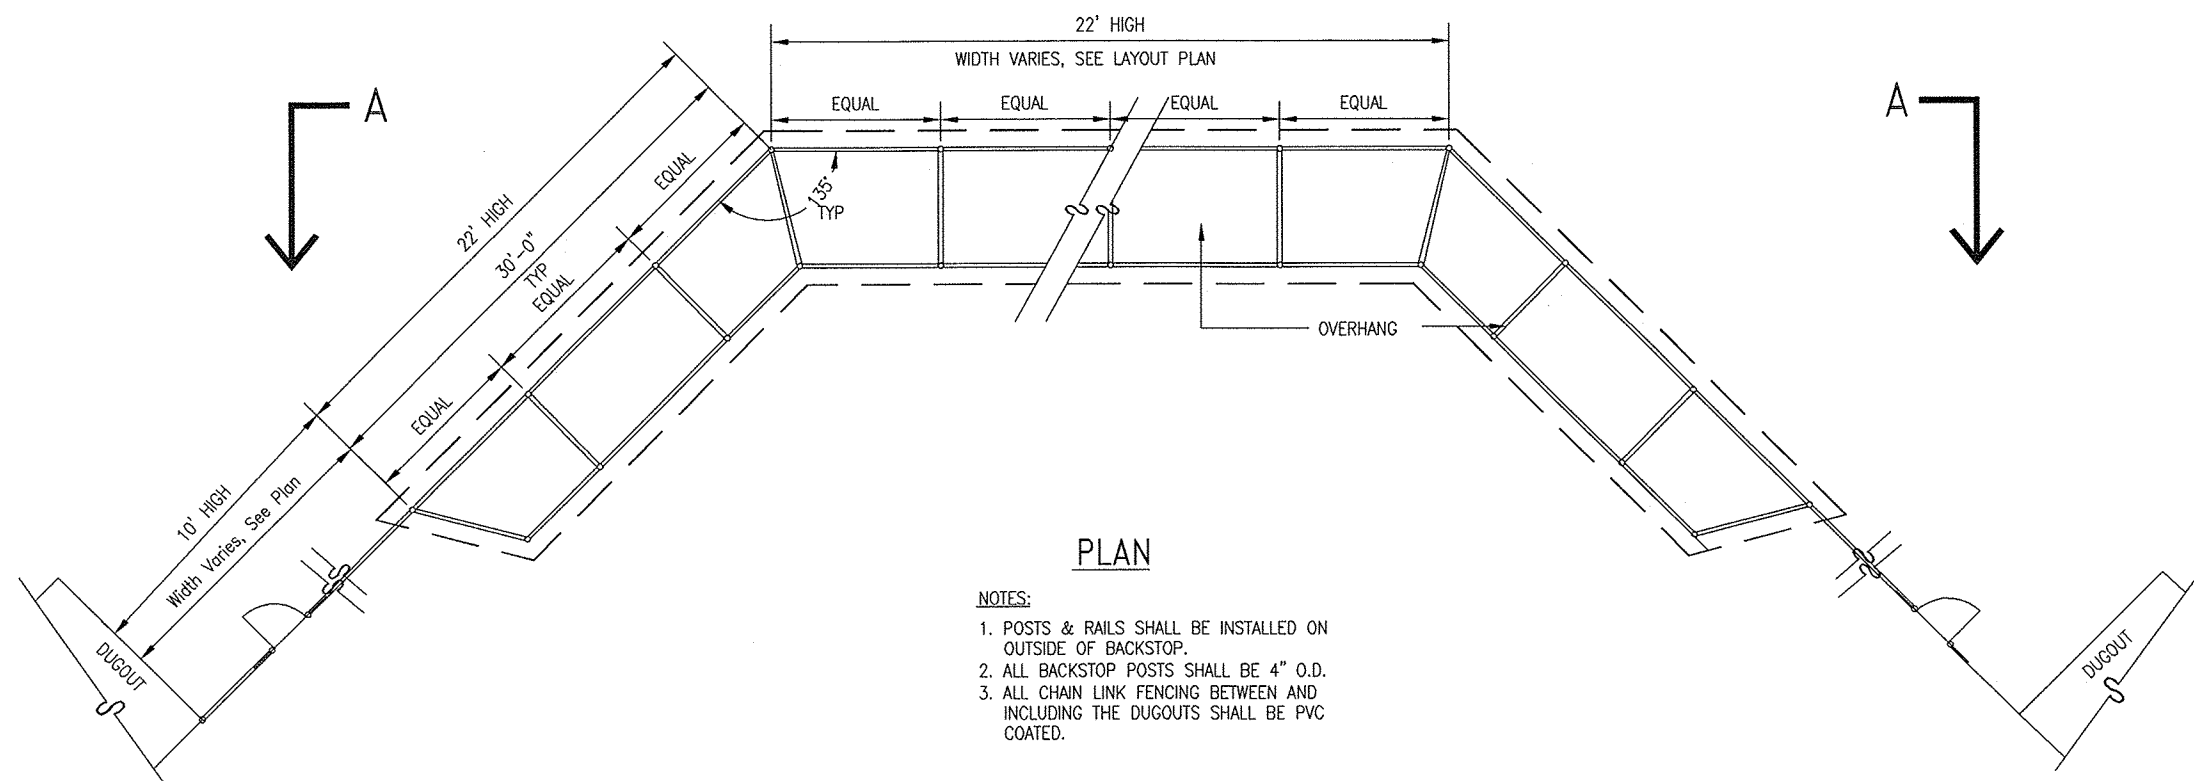 22' HIGH
WIDTH VARIES, SEE LAYOUT PLAN
EQUAL EQUAL EQUAL EQUAL
A
A
22' HIGH
30'-0"
TYP
EQUAL
EQUAL
EQUAL
135°
TYP
OVERHANG
10' HIGH
Width Varies, See Plan
DUGOUT
DUGOUT
PLAN
NOTES:
1. POSTS & RAILS SHALL BE INSTALLED ON
OUTSIDE OF BACKSTOP.
2. ALL BACKSTOP POSTS SHALL BE 4" O.D.
3. ALL CHAIN LINK FENCING BETWEEN AND
INCLUDING THE DUGOUTS SHALL BE PVC
COATED.